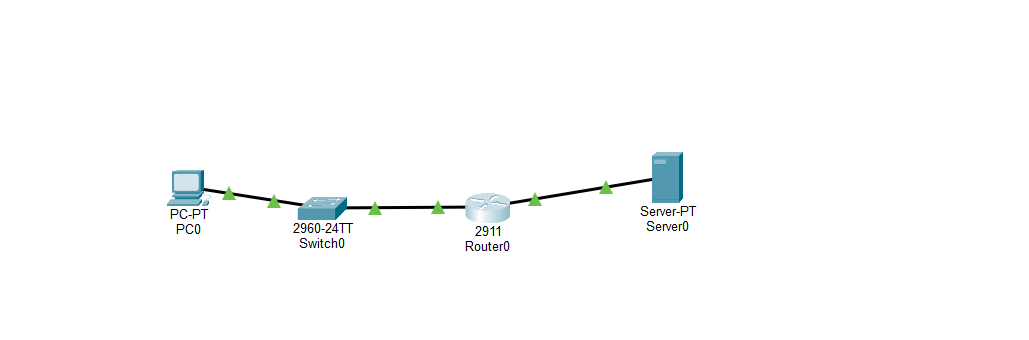 PC-PT
PC0
2960-24TT
Switch0
2911
Router0
Server-PT
Server0